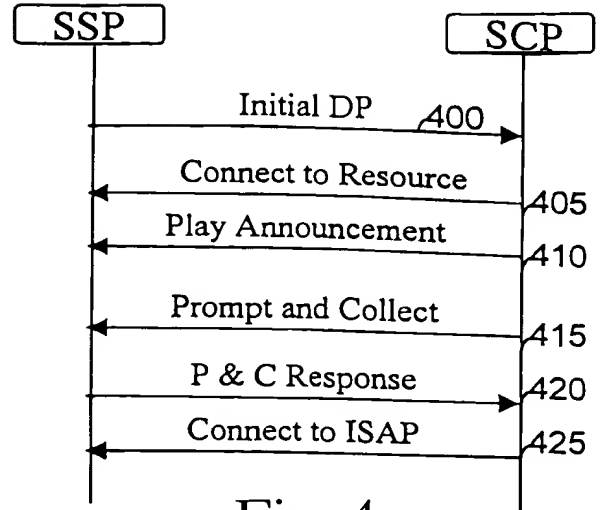 SSP SCP
Initial DP 400
Connect to Resource 405
Play Announcement 410
Prompt and Collect 415
P & C Response 420
Connect to ISAP 425